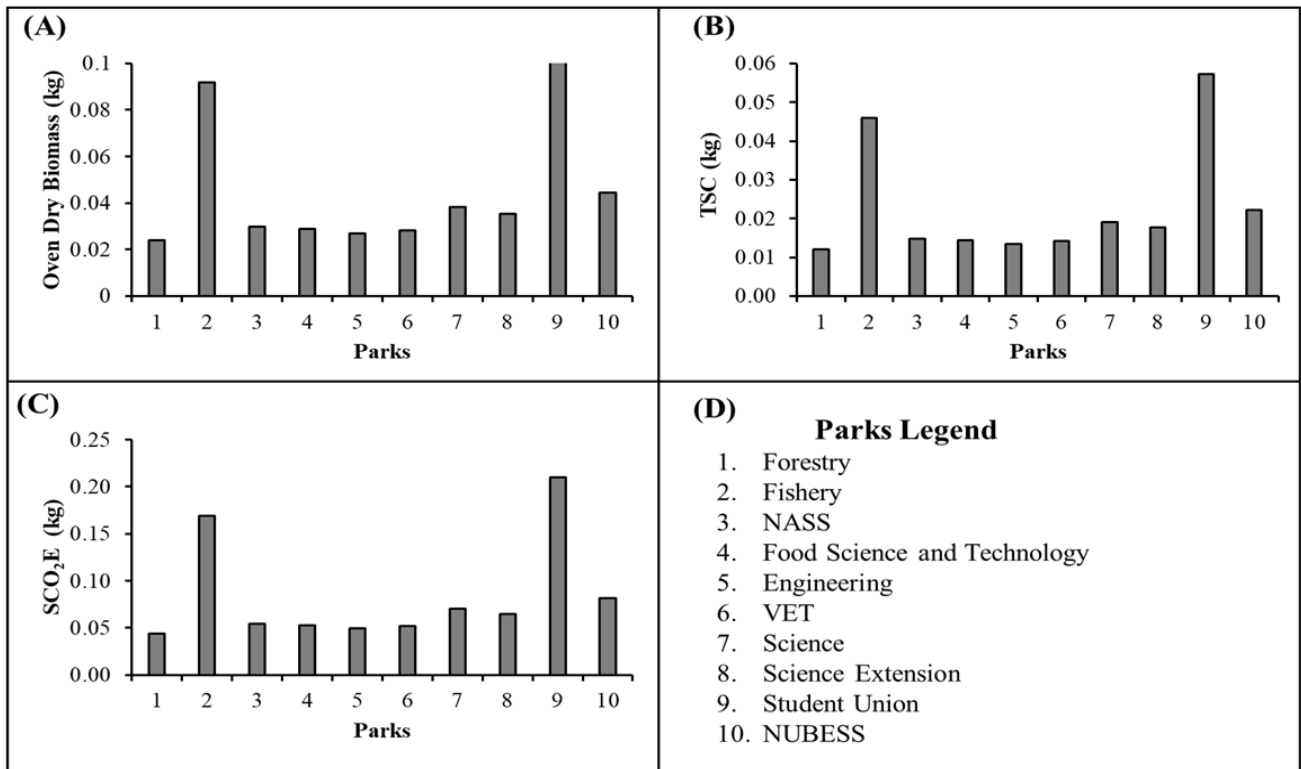 (A)
0.1
0.08
0.06
0.04
0.02
0
Oven Dry Biomass (kg)
1 2 3 4 5 6 7 8 9 10
Parks
(B)
0.06
0.05
0.04
0.03
0.02
0.01
0.00
TSC (kg)
1 2 3 4 5 6 7 8 9 10
Parks
(C)
0.25
0.20
0.15
0.10
0.05
0.00
SCO₂E (kg)
1 2 3 4 5 6 7 8 9 10
Parks
(D)
Parks Legend
1. Forestry
2. Fishery
3. NASS
4. Food Science and Technology
5. Engineering
6. VET
7. Science
8. Science Extension
9. Student Union
10. NUBESS